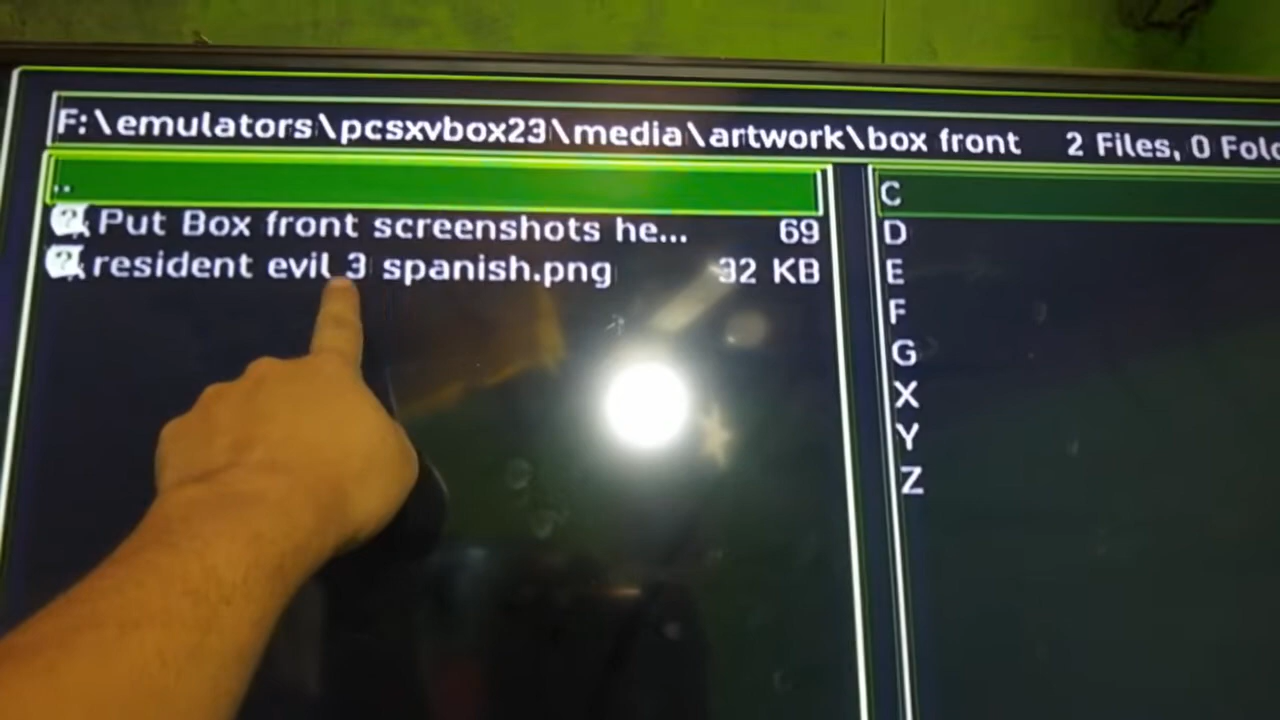 F:\emulators\pcsxvbox23\media\artwork\box front 2 Files, 0
..
Put Box front screenshots he... 69
resident evil 3 spanish.png 32 KB
C
D
E
F
G
X
Y
Z